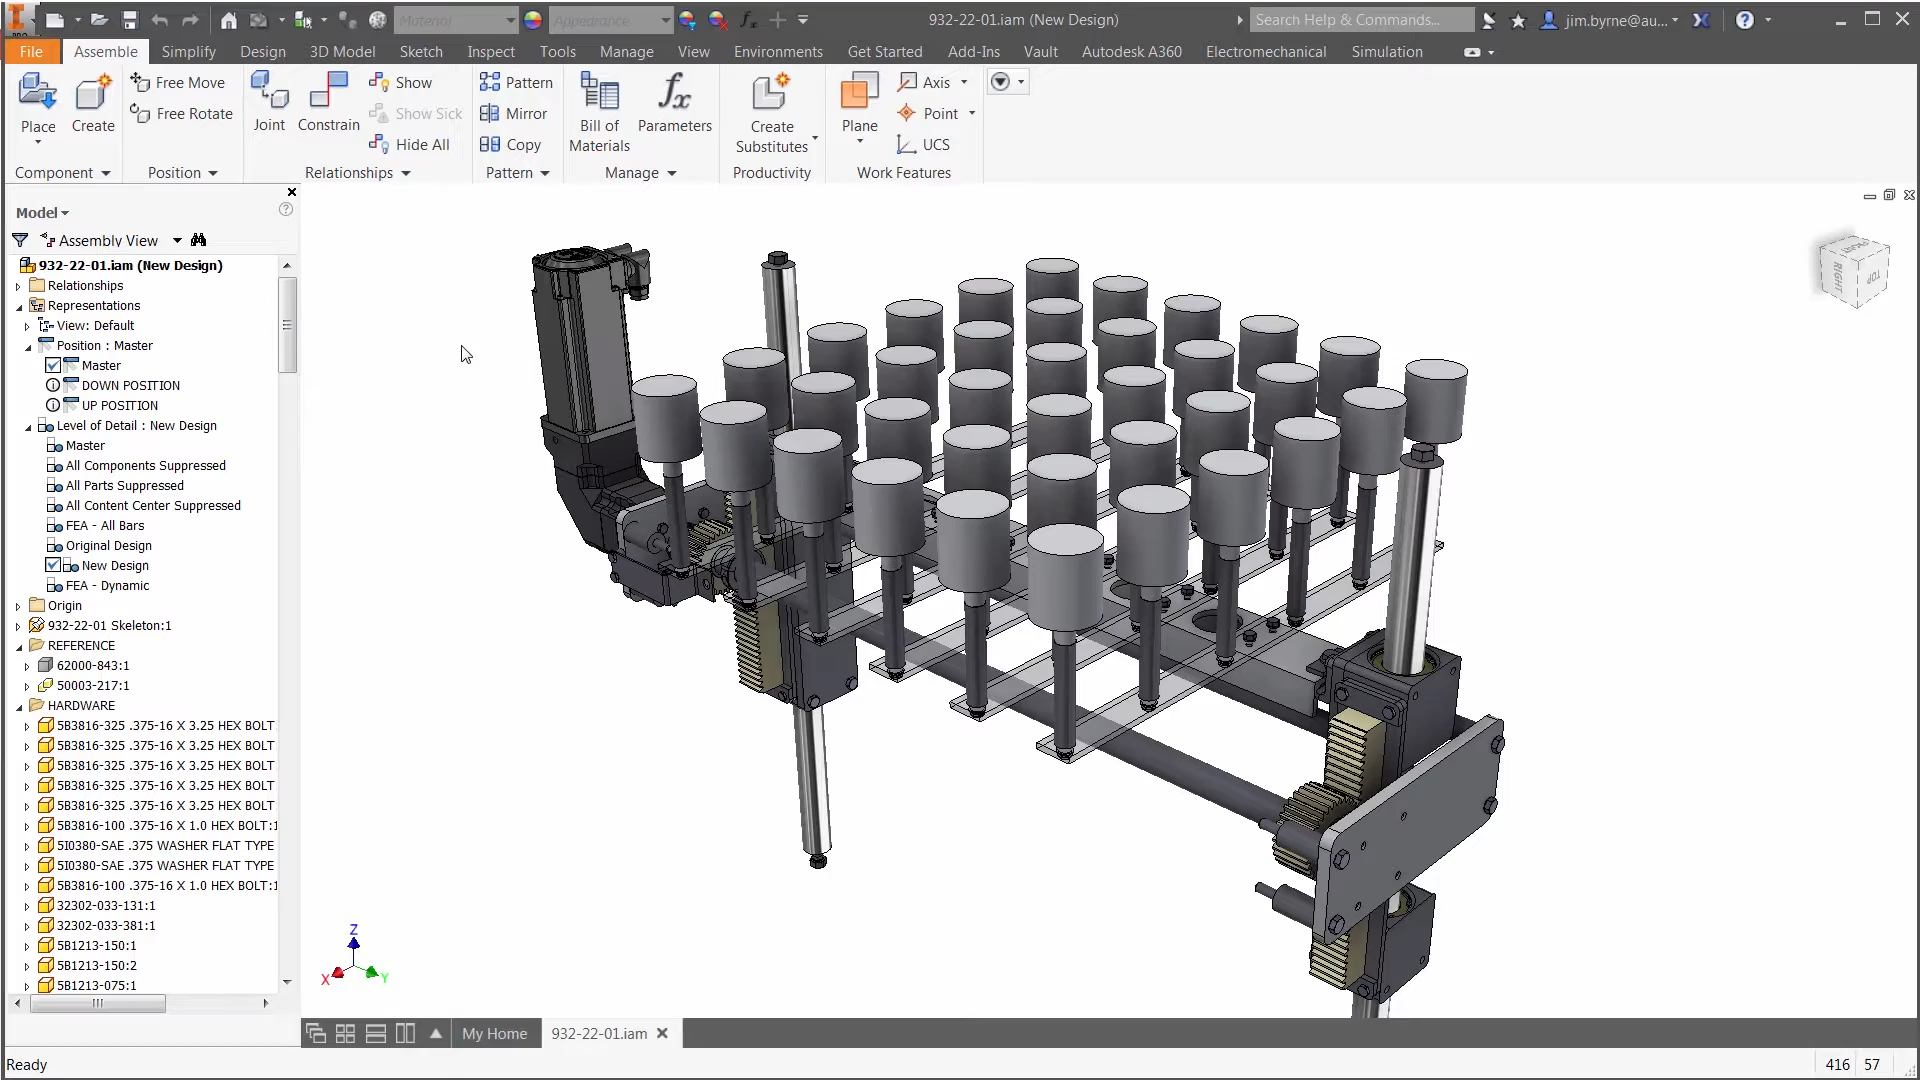 PRO
Material
Appearance
fx
932-22-01.iam (New Design)
Search Help & Commands...
jim.byrne@au...
File
Assemble
Simplify
Design
3D Model
Sketch
Inspect
Tools
Manage
View
Environments
Get Started
Add-Ins
Vault
Autodesk A360
Electromechanical
Simulation
Place
Create
Free Move
Free Rotate
Joint
Constrain
Show
Show Sick
Hide All
Pattern
Mirror
Copy
Bill of
Materials
fx
Parameters
Create
Substitutes
Plane
Axis
Point
UCS
Component
Position
Relationships
Pattern
Manage
Productivity
Work Features
Model
Assembly View
932-22-01.iam (New Design)
Relationships
Representations
View: Default
Position : Master
Master
DOWN POSITION
UP POSITION
Level of Detail : New Design
Master
All Components Suppressed
All Parts Suppressed
All Content Center Suppressed
FEA - All Bars
Original Design
New Design
FEA - Dynamic
Origin
932-22-01 Skeleton:1
REFERENCE
62000-843:1
50003-217:1
HARDWARE
5B3816-325 .375-16 X 3.25 HEX BOLT
5B3816-325 .375-16 X 3.25 HEX BOLT
5B3816-325 .375-16 X 3.25 HEX BOLT
5B3816-325 .375-16 X 3.25 HEX BOLT
5B3816-325 .375-16 X 3.25 HEX BOLT
5B3816-100 .375-16 X 1.0 HEX BOLT:1
5I0380-SAE .375 WASHER FLAT TYPE
5I0380-SAE .375 WASHER FLAT TYPE
5B3816-100 .375-16 X 1.0 HEX BOLT:1
32302-033-131:1
32302-033-381:1
5B1213-150:1
5B1213-150:2
5B1213-075:1
FRONT
RIGHT
TOP
Z
X
Y
My Home
932-22-01.iam
Ready
416
57